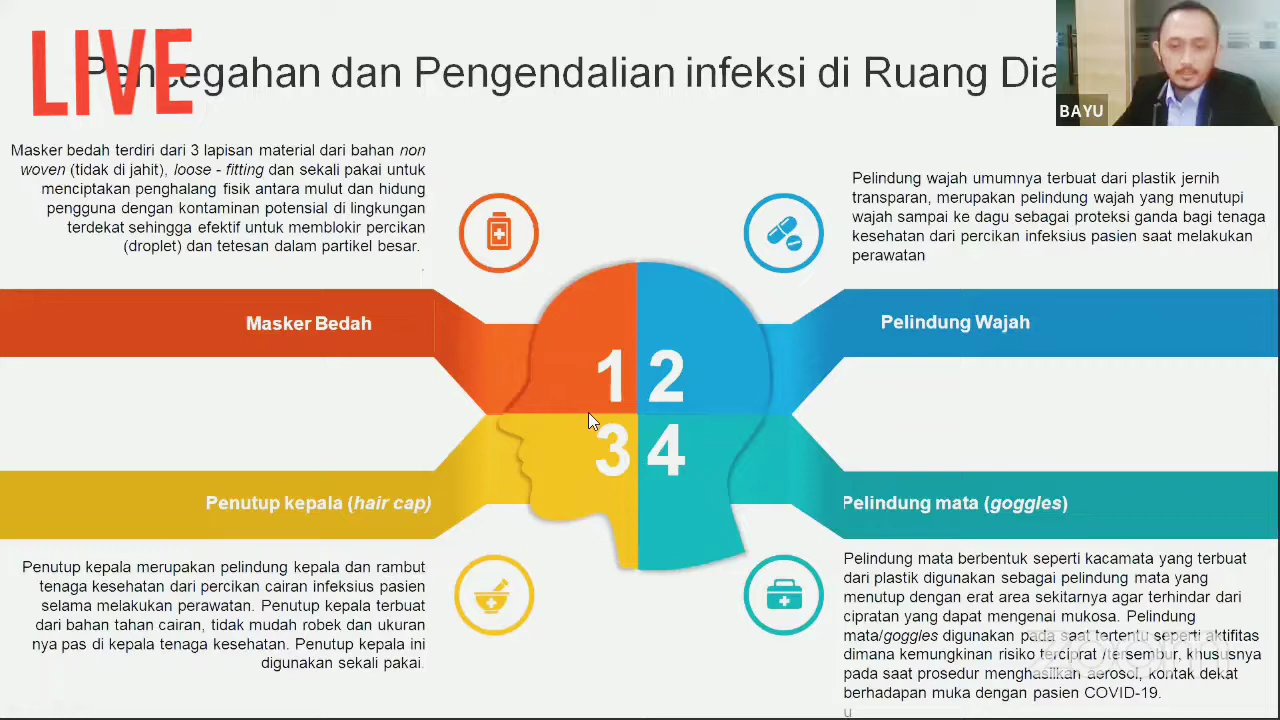 LIVE
Pencegahan dan Pengendalian infeksi di Ruang Dia
BAYU
Masker bedah terdiri dari 3 lapisan material dari bahan non
woven (tidak di jahit), loose - fitting dan sekali pakai untuk
menciptakan penghalang fisik antara mulut dan hidung
pengguna dengan kontaminan potensial di lingkungan
terdekat sehingga efektif untuk memblokir percikan
(droplet) dan tetesan dalam partikel besar.
.
Pelindung wajah umumnya terbuat dari plastik jernih
transparan, merupakan pelindung wajah yang menutupi
wajah sampai ke dagu sebagai proteksi ganda bagi tenaga
kesehatan dari percikan infeksius pasien saat melakukan
perawatan
Masker Bedah
Pelindung Wajah
1 2
3 4
Penutup kepala (hair cap)
Pelindung mata (goggles)
Penutup kepala merupakan pelindung kepala dan rambut
tenaga kesehatan dari percikan cairan infeksius pasien
selama melakukan perawatan. Penutup kepala terbuat
dari bahan tahan cairan, tidak mudah robek dan ukuran
nya pas di kepala tenaga kesehatan. Penutup kepala ini
digunakan sekali pakai.
Pelindung mata berbentuk seperti kacamata yang terbuat
dari plastik digunakan sebagai pelindung mata yang
menutup dengan erat area sekitarnya agar terhindar dari
cipratan yang dapat mengenai mukosa. Pelindung
mata/goggles digunakan pada saat tertentu seperti aktifitas
dimana kemungkinan risiko terciprat /tersembur, khususnya
pada saat prosedur menghasilkan aerosol, kontak dekat
berhadapan muka dengan pasien COVID-19.
u
zoom